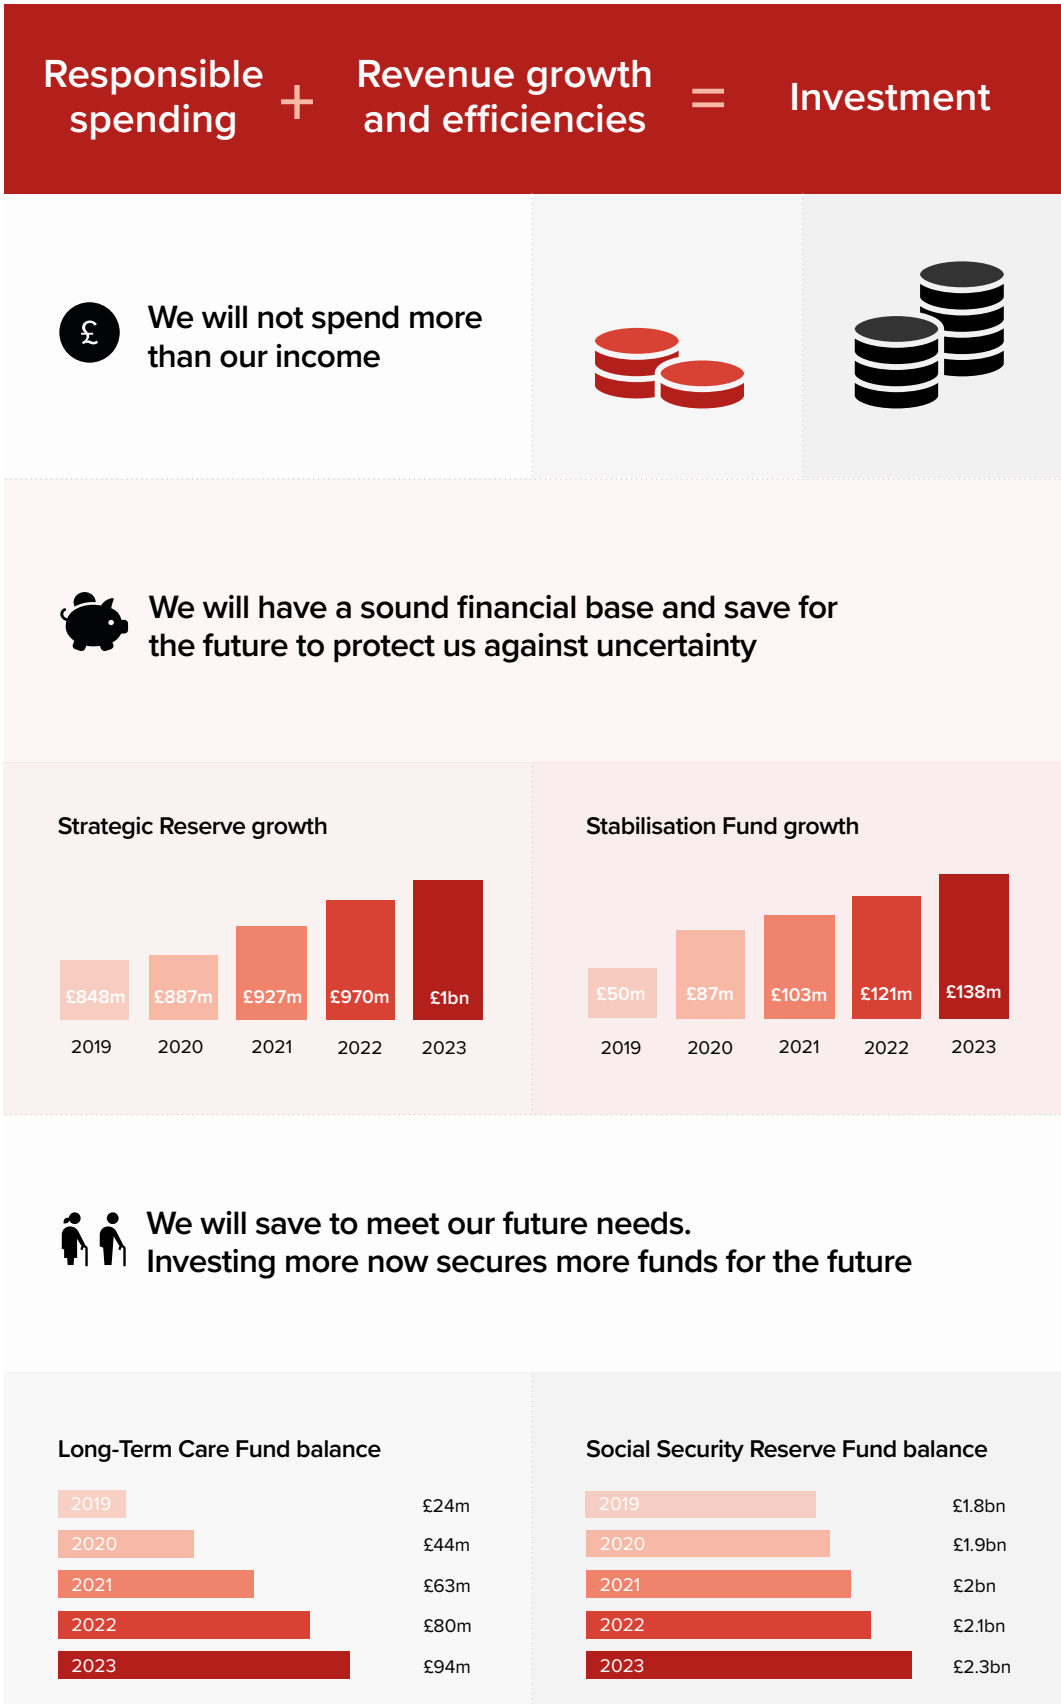 Responsible
spending
+
Revenue growth
and efficiencies
=
Investment
£
We will not spend more
than our income
We will have a sound financial base and save for
the future to protect us against uncertainty
Strategic Reserve growth
£848m £887m £927m £970m £1bn
2019 2020 2021 2022 2023
Stabilisation Fund growth
£50m £87m £103m £121m £138m
2019 2020 2021 2022 2023
We will save to meet our future needs.
Investing more now secures more funds for the future
Long-Term Care Fund balance
2019 £24m
2020 £44m
2021 £63m
2022 £80m
2023 £94m
Social Security Reserve Fund balance
2019 £1.8bn
2020 £1.9bn
2021 £2bn
2022 £2.1bn
2023 £2.3bn